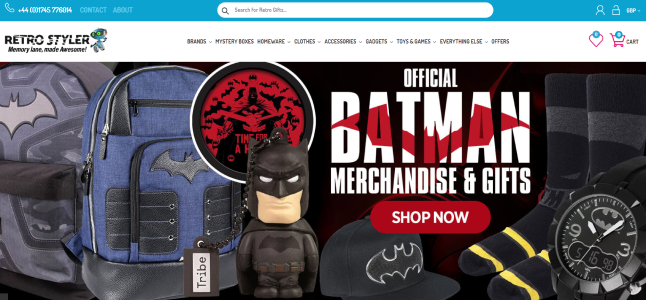 +44 (0)1745 776014 CONTACT ABOUT
Search for Retro Gifts...
GBP
RETRO STYLER
Memory lane, made Awesome!
BRANDS MYSTERY BOXES HOMEWARE CLOTHES ACCESSORIES GADGETS TOYS & GAMES EVERYTHING ELSE OFFERS
0
0
CART
OFFICIAL
BATMAN
MERCHANDISE & GIFTS
SHOP NOW
TIME FOR
Tribe